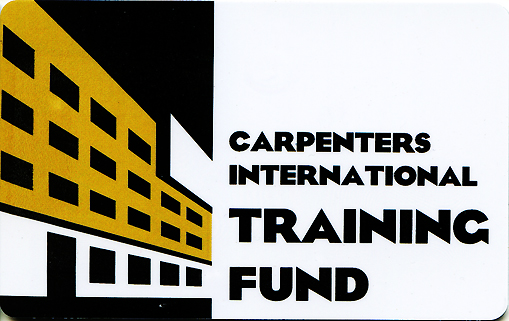 CARPENTERS
INTERNATIONAL
TRAINING
FUND